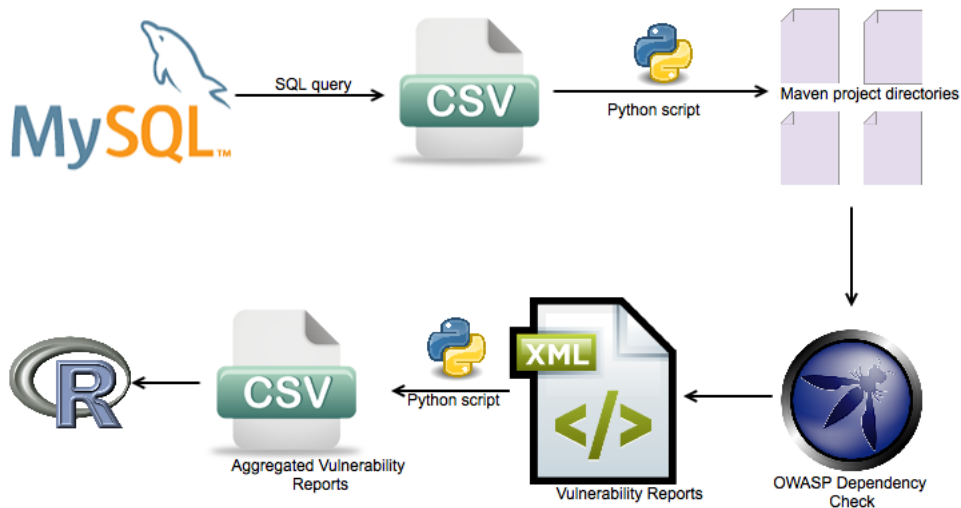 MySQL™
SQL query
CSV
Python script
Maven project directories
R
CSV
Python script
XML
</>
Aggregated Vulnerability
Reports
Vulnerability Reports
OWASP Dependency
Check